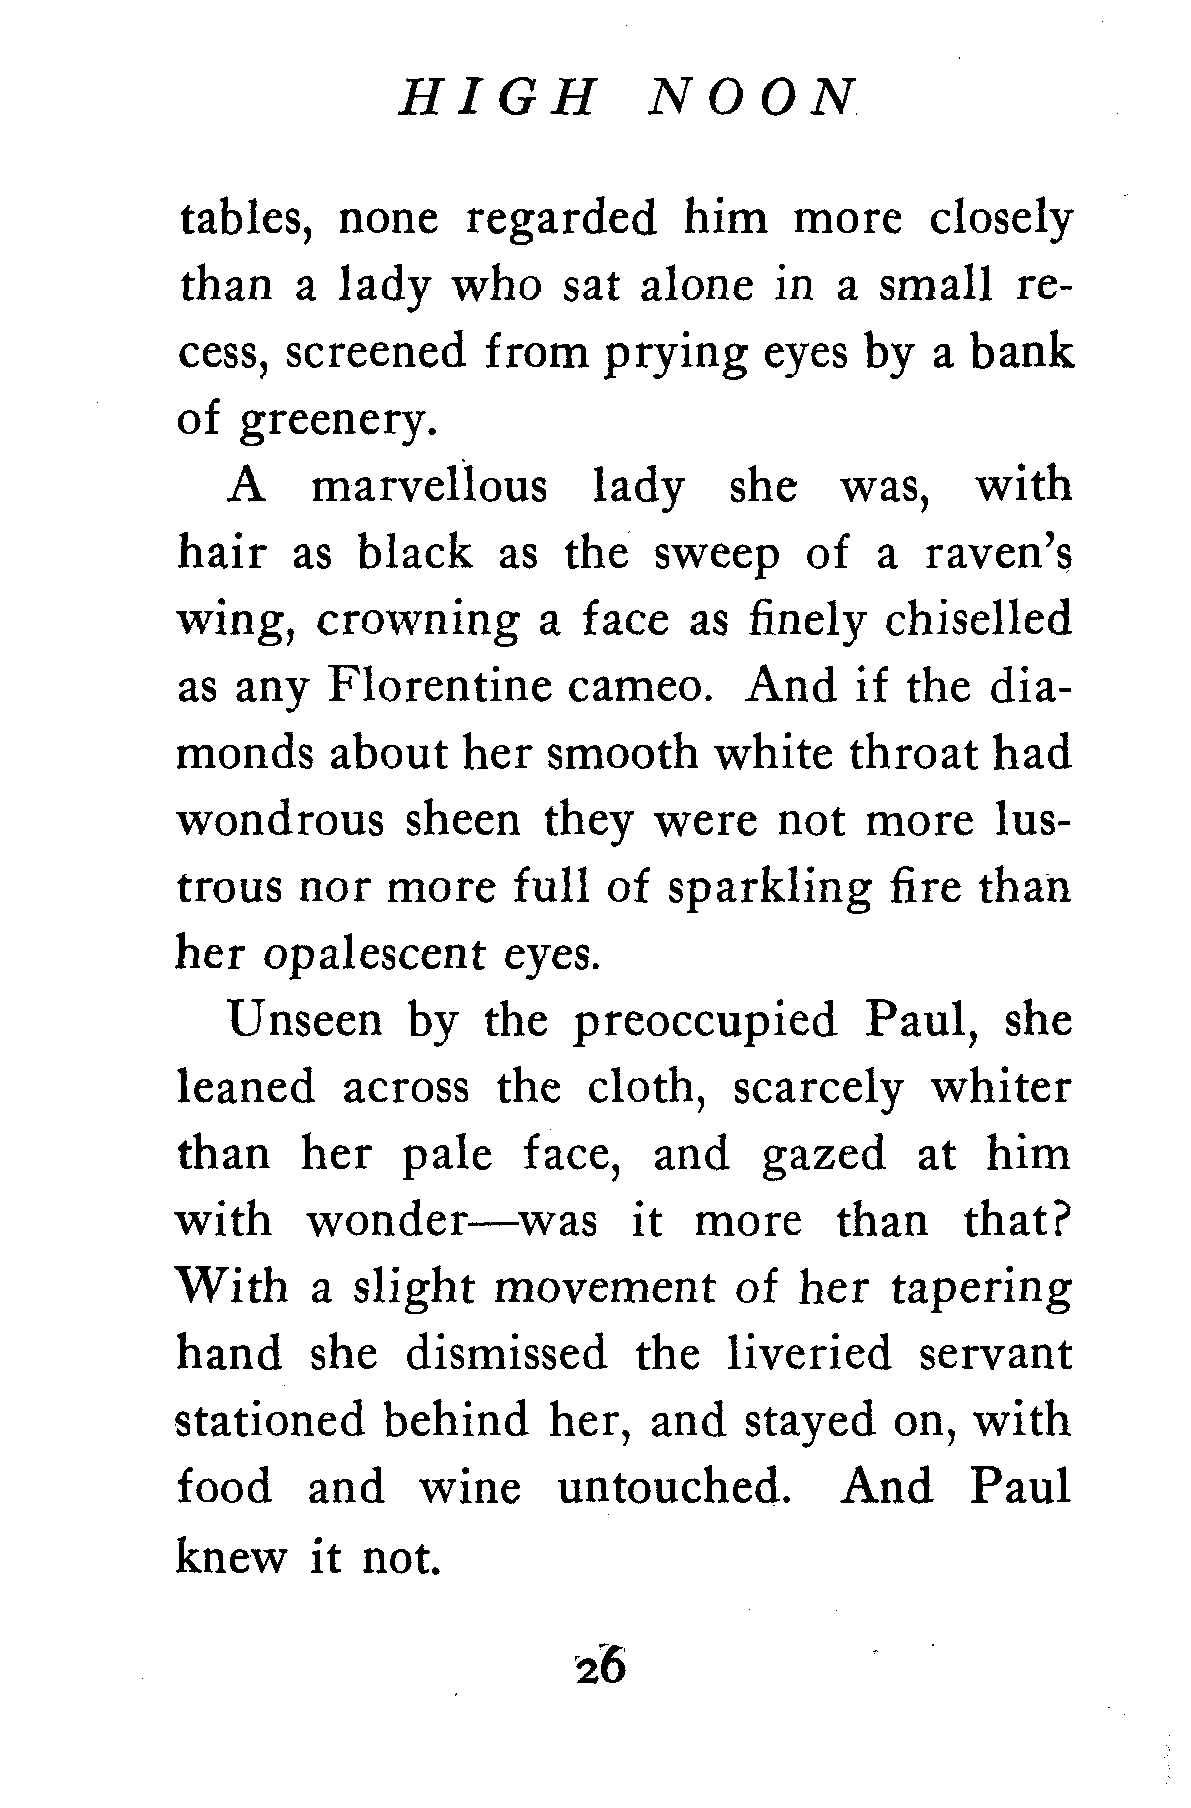 HIGH NOON
tables, none regarded him more closely
than a lady who sat alone in a small re-
cess, screened from prying eyes by a bank
of greenery.
A marvellous lady she was, with
hair as black as the sweep of a raven's
wing, crowning a face as finely chiselled
as any Florentine cameo. And if the dia-
monds about her smooth white throat had
wondrous sheen they were not more lus-
trous nor more full of sparkling fire than
her opalescent eyes.
Unseen by the preoccupied Paul, she
leaned across the cloth, scarcely whiter
than her pale face, and gazed at him
with wonder—was it more than that?
With a slight movement of her tapering
hand she dismissed the liveried servant
stationed behind her, and stayed on, with
food and wine untouched. And Paul
knew it not.
26